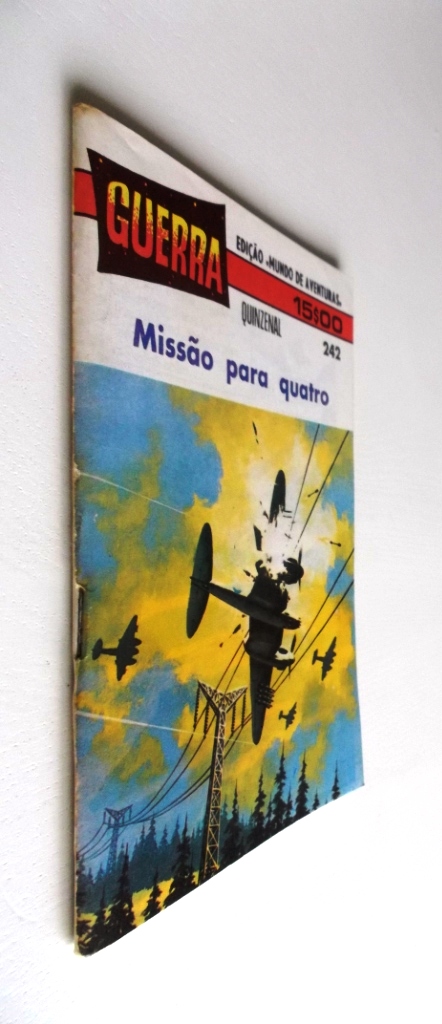 GUERRA
EDIÇÃO «MUNDO DE AVENTURAS»
15$00
QUINZENAL
242
Missão para quatro